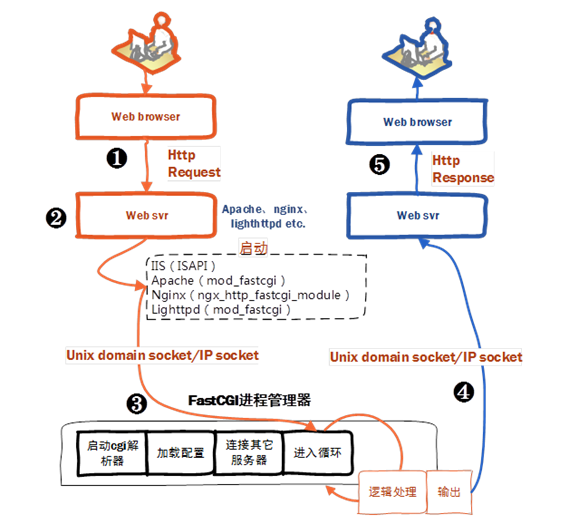 Web browser
Web browser
❶
Http
Request
❺
Http
Response
❷
Web svr
Apache、nginx、
lighthttpd etc.
Web svr
启动
IIS（ISAPI）
Apache（mod_fastcgi）
Nginx（ngx_http_fastcgi_module）
Lighttpd（mod_fastcgi）
Unix domain socket/IP socket
Unix domain socket/IP socket
❸
FastCGI进程管理器
❹
启动cgi解
析器
加载配置
连接其它
服务器
进入循环
逻辑处理
输出